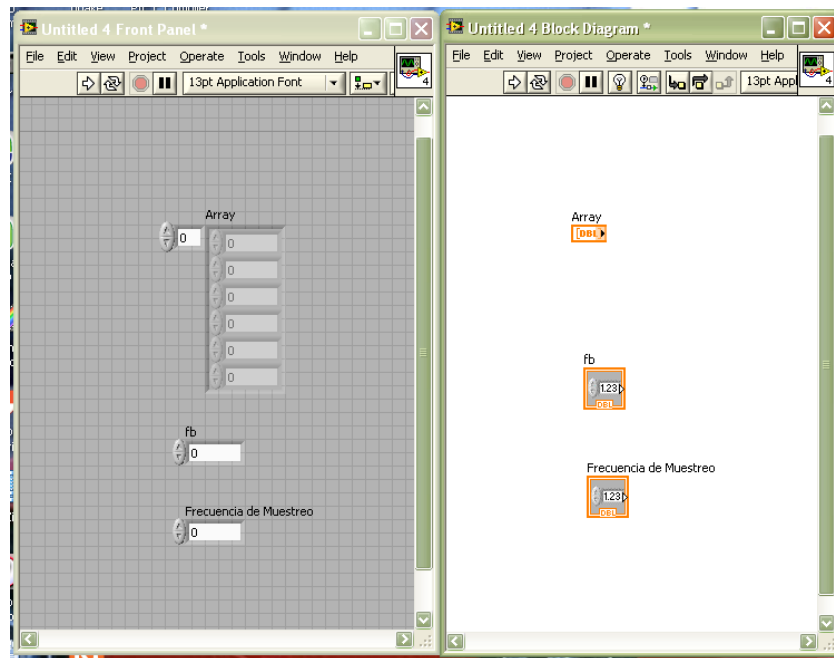 Untitled 4 Front Panel *
File Edit View Project Operate Tools Window Help
13pt Application Font
4
Array
0
0
0
0
0
0
0
fb
0
Frecuencia de Muestreo
0
Untitled 4 Block Diagram *
File Edit View Project Operate Tools Window Help
13pt Appl
4
Array
[DBL]
fb
1.23
DBL
Frecuencia de Muestreo
1.23
DBL